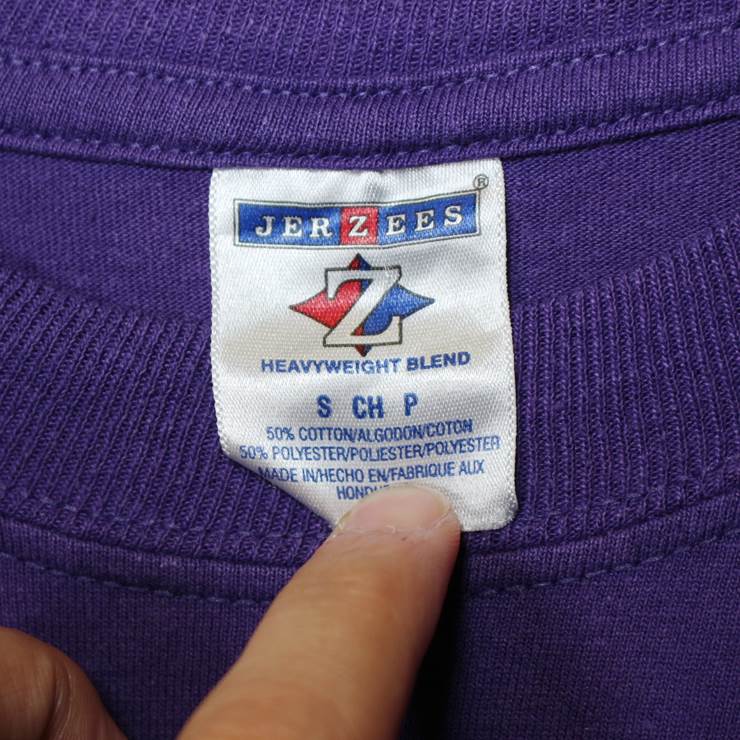 JERZEES®
Z
HEAVYWEIGHT BLEND
S CH P
50% COTTON/ALGODON/COTON
50% POLYESTER/POLIESTER/POLYESTER
MADE IN/HECHO EN/FABRIQUE AUX